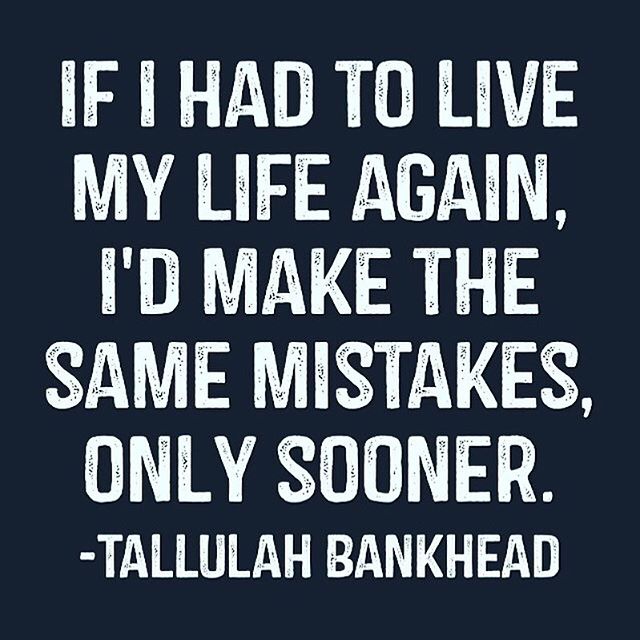 IF I HAD TO LIVE
MY LIFE AGAIN,
I'D MAKE THE
SAME MISTAKES,
ONLY SOONER.
-TALLULAH BANKHEAD